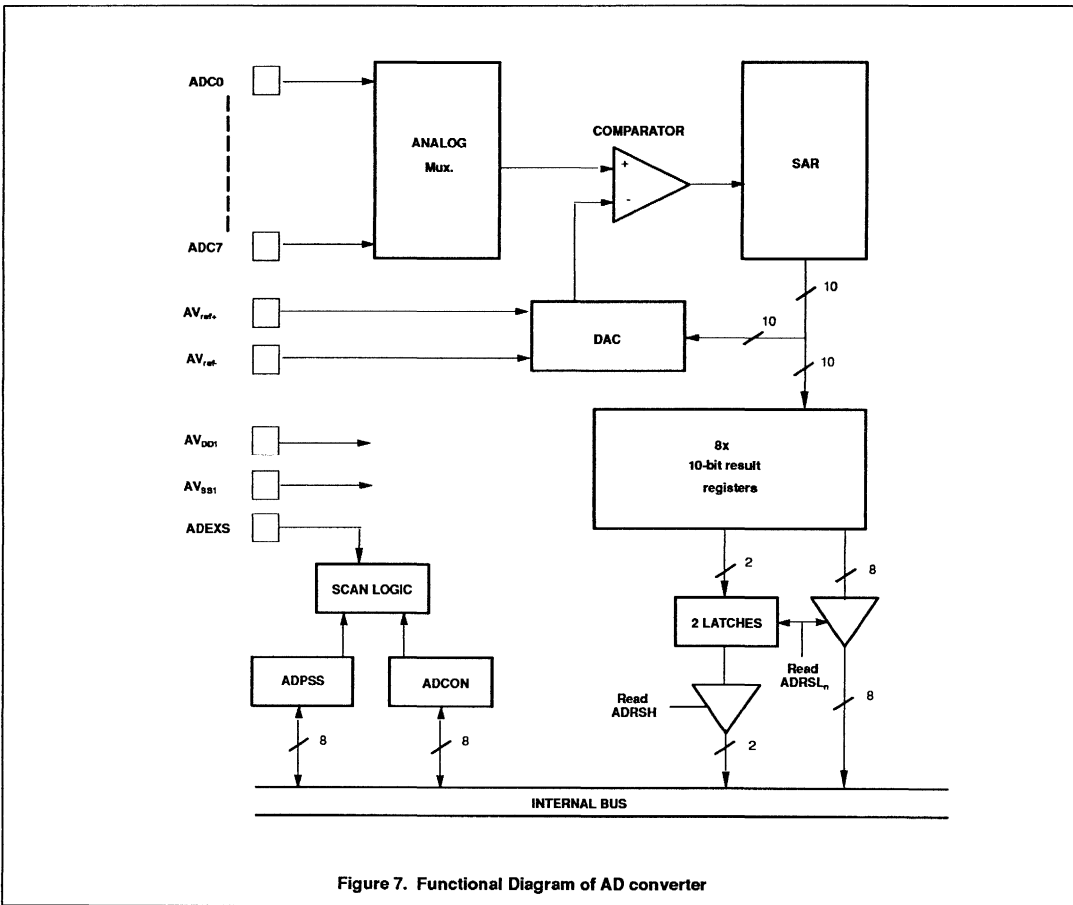 ADC0
ADC7
AVref+
AVref-
AVDD1
AVSS1
ADEXS
ANALOG
Mux.
COMPARATOR
+
-
SAR
10
10
10
DAC
8x
10-bit result
registers
2
8
SCAN LOGIC
2 LATCHES
Read
ADRSLn
ADPSS
ADCON
Read
ADRSH
8
8
8
2
INTERNAL BUS
Figure 7. Functional Diagram of AD converter